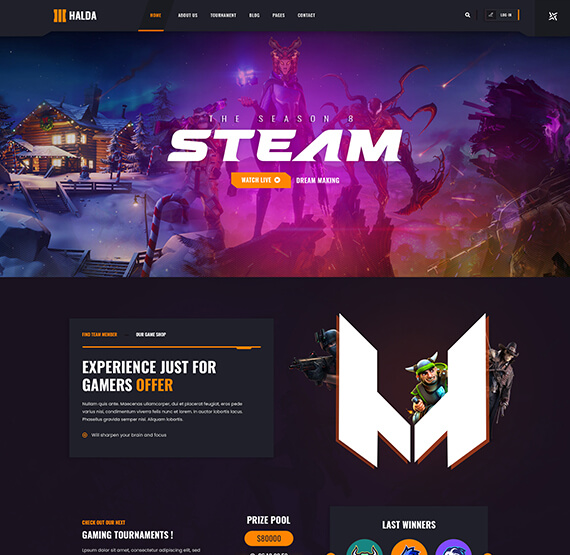 HALDA
HOME ABOUT US TOURNAMENT BLOG PAGES CONTACT
LOG IN
THE SEASON 8
STEAM
WATCH LIVE
DREAM MAKING
FIND TEAM MEMBER
OUR GAME SHOP
EXPERIENCE JUST FOR
GAMERS OFFER
Nullam quis ante. Maecenas ullamcorper, dui et placerat feugiat, eros pede
varius nisi, condimentum viverra felis nunc et lorem. In auctor lobortis lacus.
Phasellus gravida semper nisi. Aliquam lobortis.
Will sharpen your brain and focus
CHECK OUT OUR NEXT
GAMING TOURNAMENTS !
Lorem ipsum dolor sit amet, consectetur adipiscing elit, sed
PRIZE POOL
$80000
LAST WINNERS